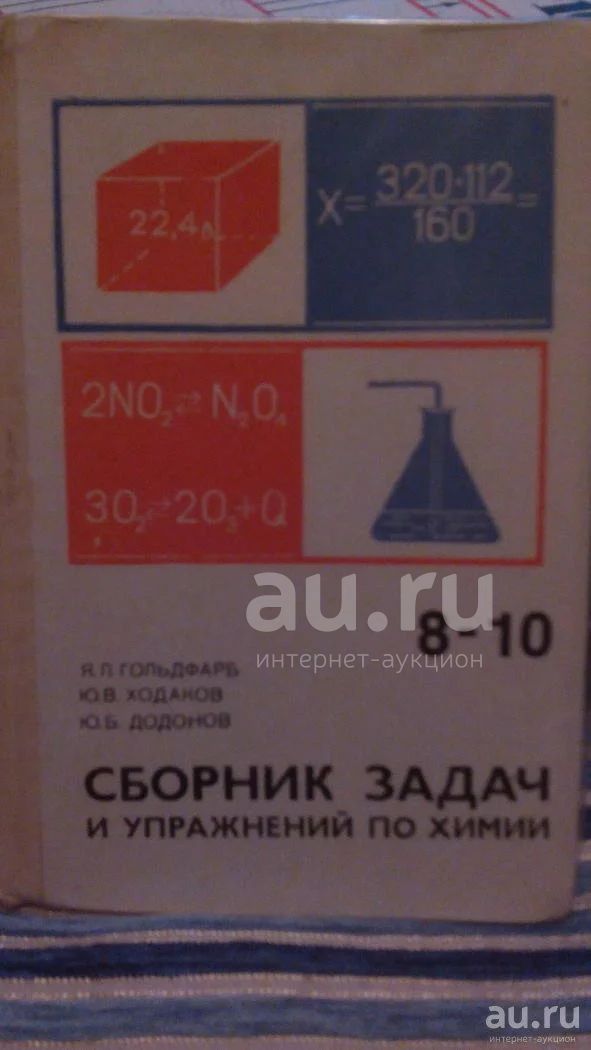 22,4л
X= 320·112 / 160 =
2NO₂⇄N₂O₄
3O₂⇄2O₃+Q
au.ru
интернет-аукцион
8-10
Я.Л. ГОЛЬДФАРБ
Ю.В. ХОДАКОВ
Ю.Б. ДОДОНОВ
СБОРНИК ЗАДАЧ
И УПРАЖНЕНИЙ ПО ХИМИИ
au.ru
интернет-аукцион